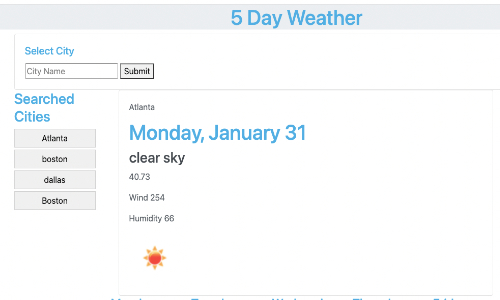 5 Day Weather
Select City
City Name
Submit
Searched
Cities
Atlanta
boston
dallas
Boston
Atlanta
Monday, January 31
clear sky
40.73
Wind 254
Humidity 66